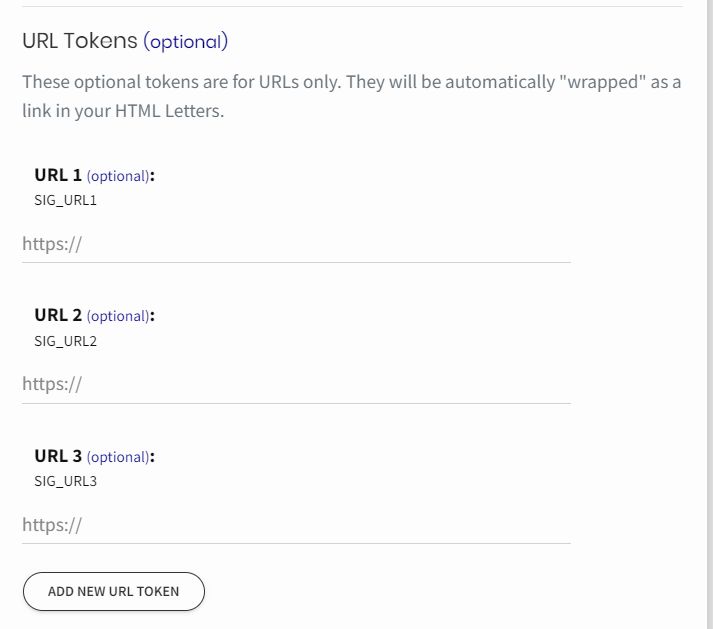 URL Tokens (optional)
These optional tokens are for URLs only. They will be automatically "wrapped" as a
link in your HTML Letters.
URL 1 (optional):
SIG_URL1
https://
URL 2 (optional):
SIG_URL2
https://
URL 3 (optional):
SIG_URL3
https://
ADD NEW URL TOKEN